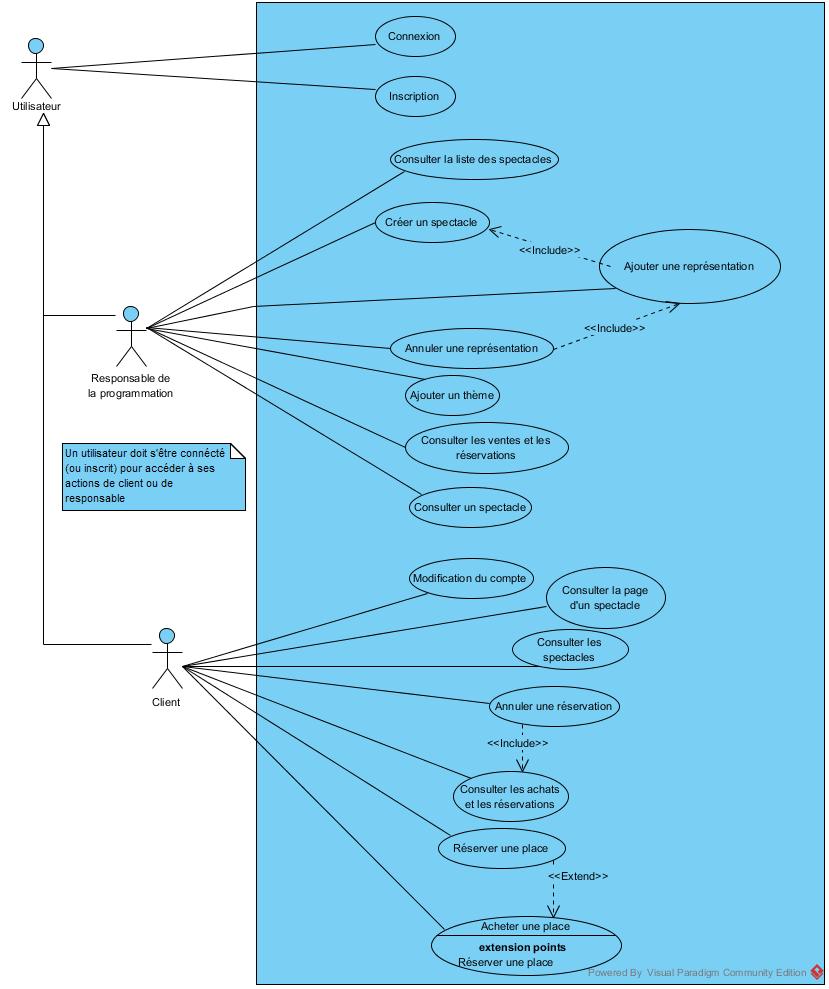 Connexion
Utilisateur
Inscription
Consulter la liste des spectacles
Créer un spectacle
<<Include>>
Ajouter une représentation
<<Include>>
Annuler une représentation
Responsable de
la programmation
Ajouter un thème
Consulter les ventes et les
réservations
Un utilisateur doit s'être connécté
(ou inscrit) pour accéder à ses
actions de client ou de
responsable
Consulter un spectacle
Modification du compte
Consulter la page
d'un spectacle
Consulter les
spectacles
Client
Annuler une réservation
<<Include>>
Consulter les achats
et les réservations
Réserver une place
<<Extend>>
Acheter une place
extension points
Réserver une place
Powered By Visual Paradigm Community Edition